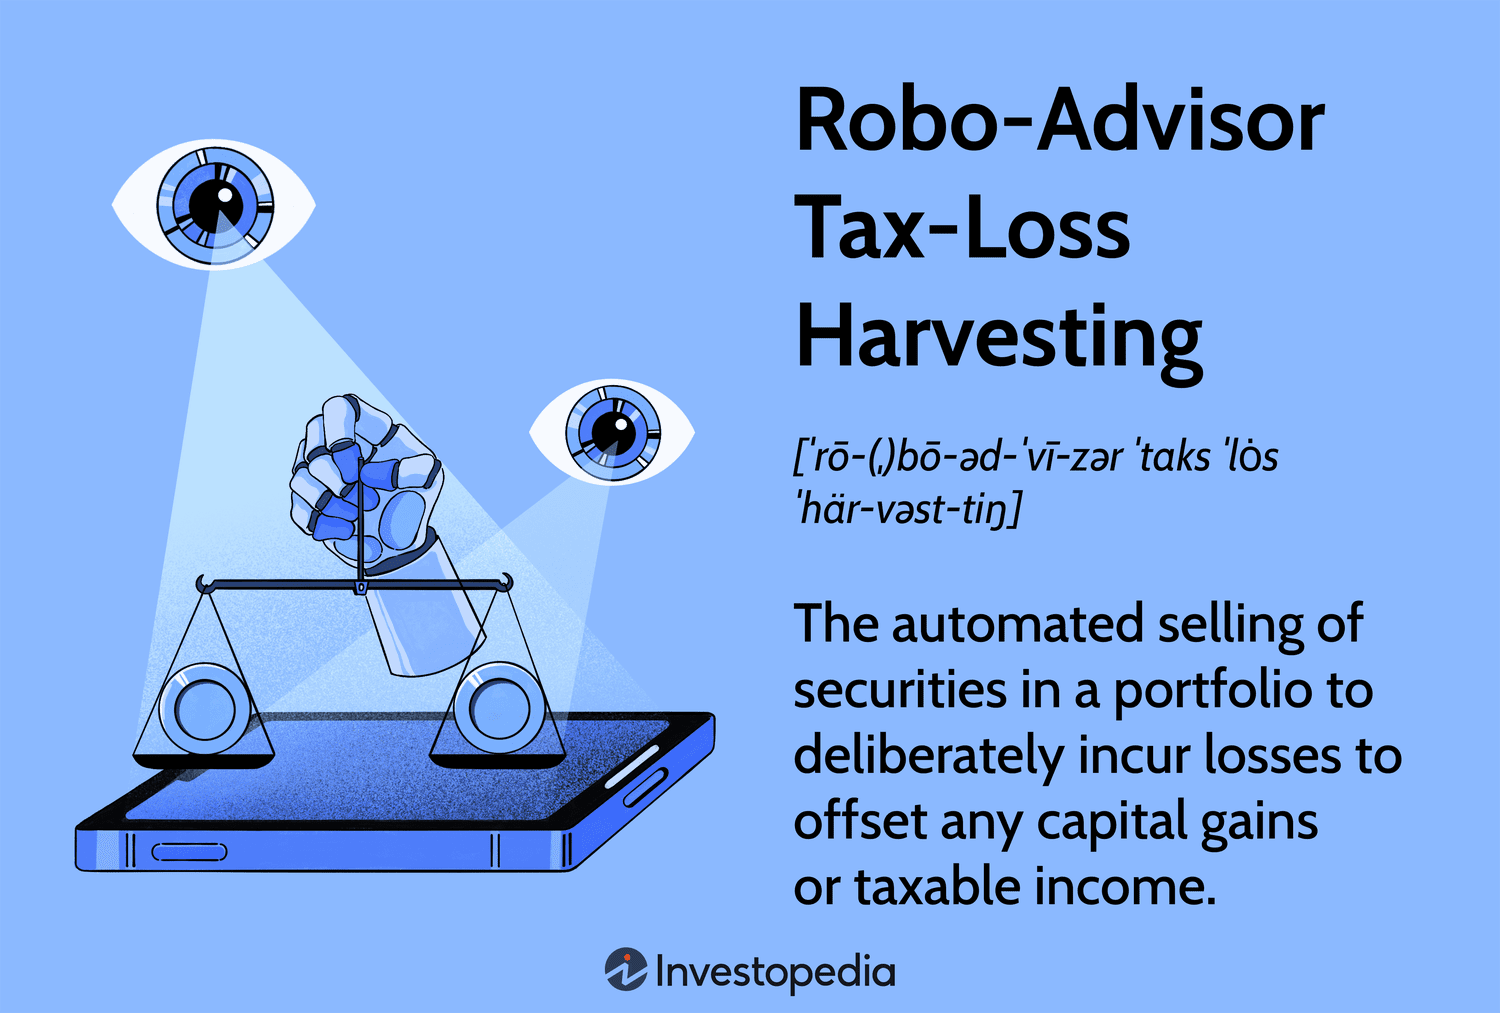 Robo-Advisor
Tax-Loss
Harvesting
[ˈrō-(ˌ)bō-əd-ˈvī-zər ˈtaks ˈlȯs
ˈhär-vəst-tiŋ]
The automated selling of
securities in a portfolio to
deliberately incur losses to
offset any capital gains
or taxable income.
Investopedia